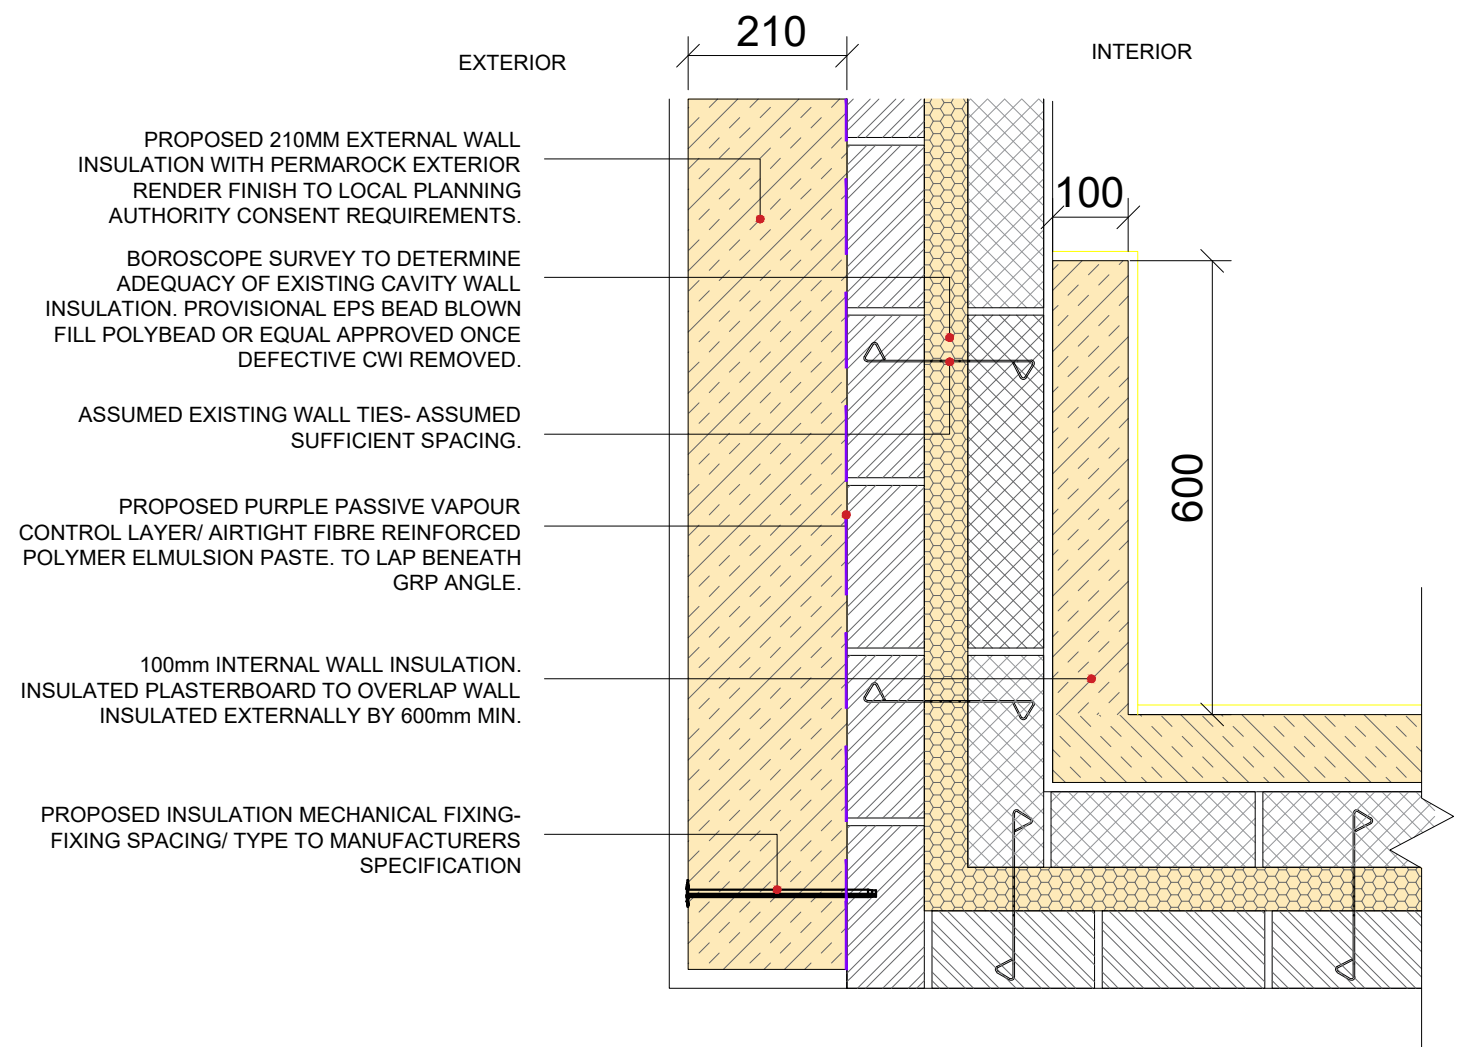 210
EXTERIOR
INTERIOR
PROPOSED 210MM EXTERNAL WALL
INSULATION WITH PERMAROCK EXTERIOR
RENDER FINISH TO LOCAL PLANNING
AUTHORITY CONSENT REQUIREMENTS.
100
BOROSCOPE SURVEY TO DETERMINE
ADEQUACY OF EXISTING CAVITY WALL
INSULATION. PROVISIONAL EPS BEAD BLOWN
FILL POLYBEAD OR EQUAL APPROVED ONCE
DEFECTIVE CWI REMOVED.
ASSUMED EXISTING WALL TIES- ASSUMED
SUFFICIENT SPACING.
600
PROPOSED PURPLE PASSIVE VAPOUR
CONTROL LAYER/ AIRTIGHT FIBRE REINFORCED
POLYMER ELMULSION PASTE. TO LAP BENEATH
GRP ANGLE.
100mm INTERNAL WALL INSULATION.
INSULATED PLASTERBOARD TO OVERLAP WALL
INSULATED EXTERNALLY BY 600mm MIN.
PROPOSED INSULATION MECHANICAL FIXING-
FIXING SPACING/ TYPE TO MANUFACTURERS
SPECIFICATION